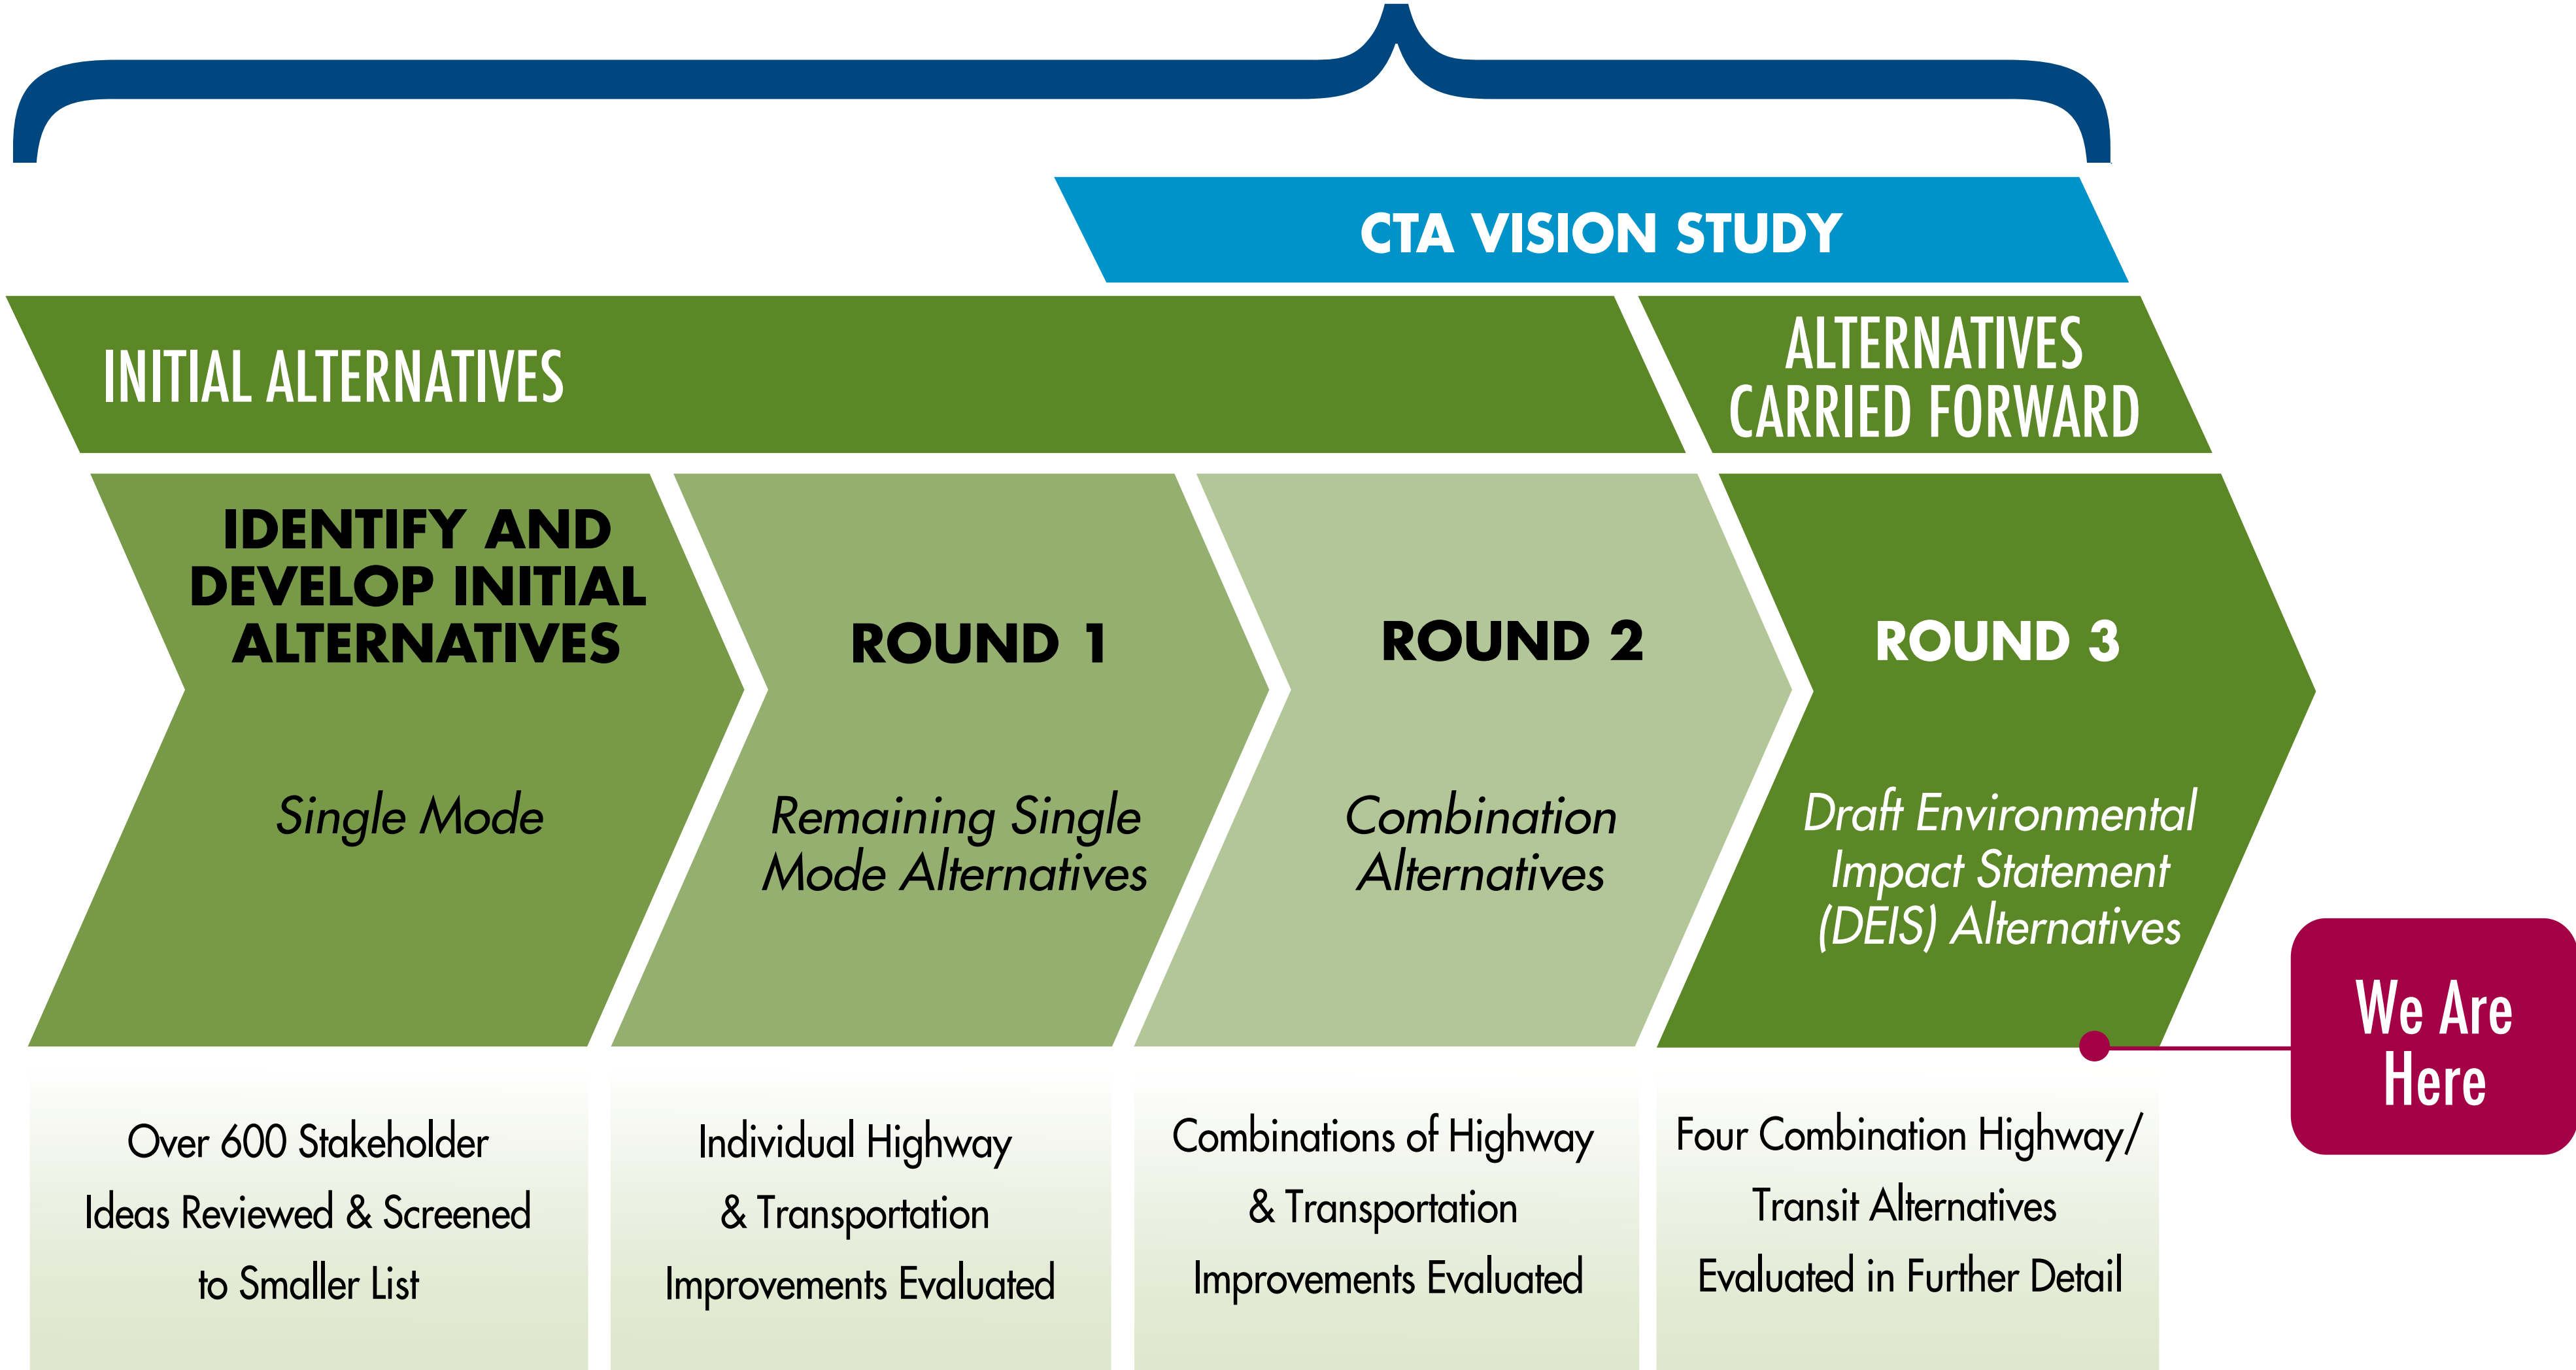 CTA VISION STUDY
INITIAL ALTERNATIVES
ALTERNATIVES
CARRIED FORWARD
IDENTIFY AND
DEVELOP INITIAL
ALTERNATIVES
Single Mode
ROUND 1
Remaining Single
Mode Alternatives
ROUND 2
Combination
Alternatives
ROUND 3
Draft Environmental
Impact Statement
(DEIS) Alternatives
We Are
Here
Over 600 Stakeholder
Ideas Reviewed & Screened
to Smaller List
Individual Highway
& Transportation
Improvements Evaluated
Combinations of Highway
& Transportation
Improvements Evaluated
Four Combination Highway/
Transit Alternatives
Evaluated in Further Detail